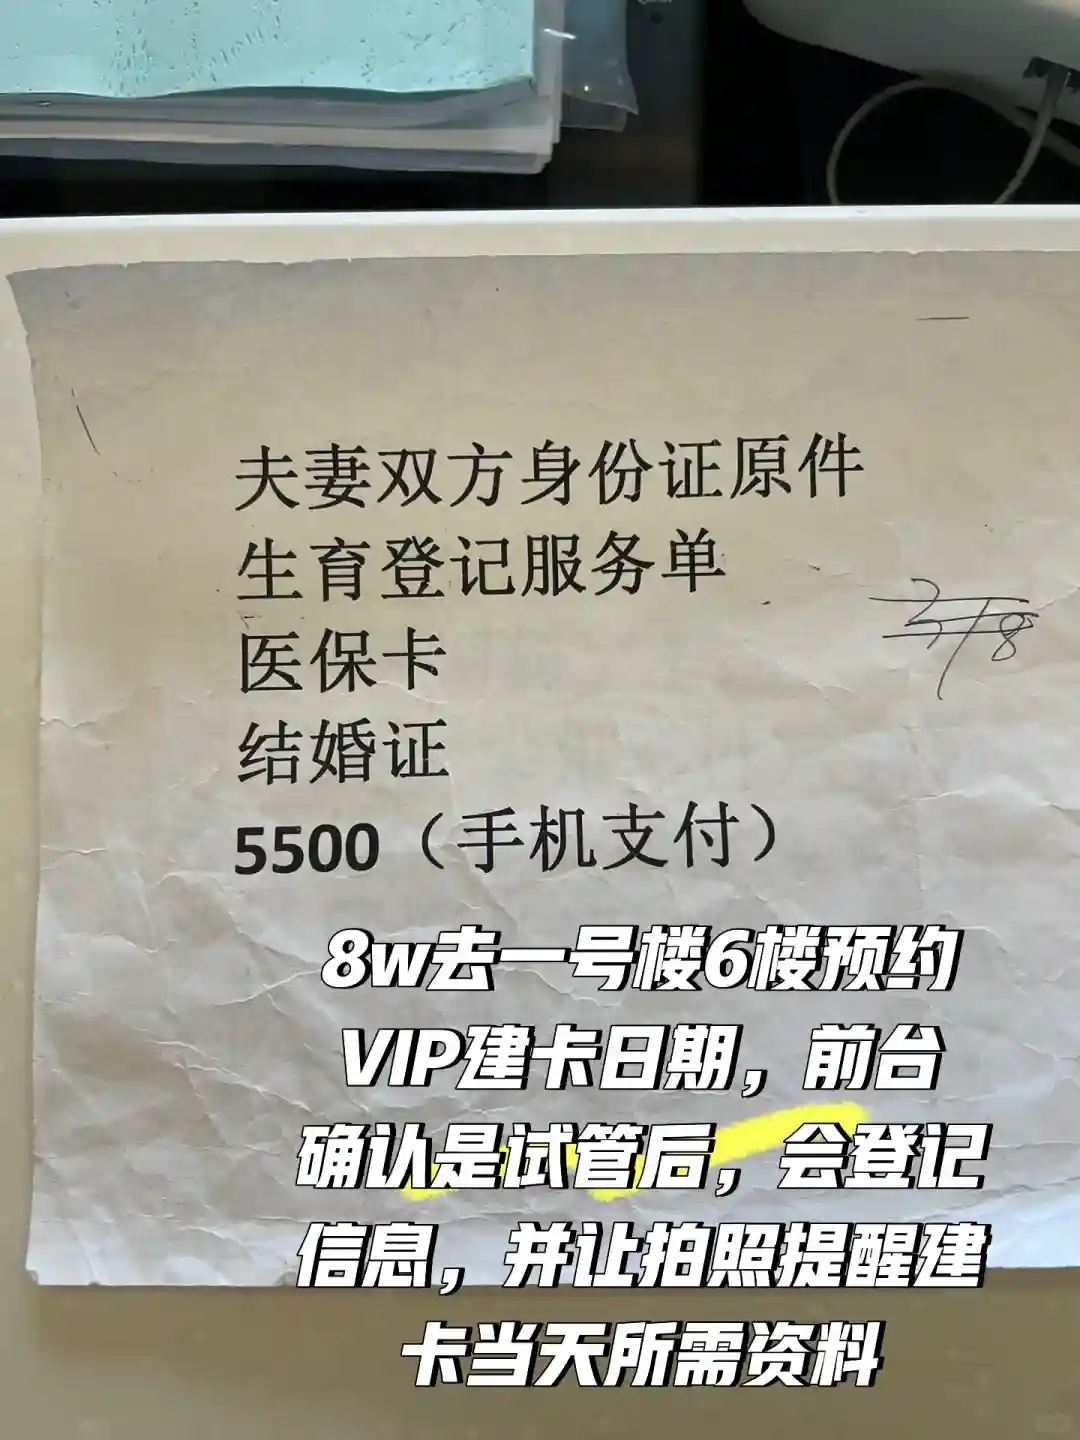 夫妻双方身份证原件
生育登记服务单
医保卡
结婚证
5500（手机支付）
8w去一号楼6楼预约
VIP建卡日期，前台
确认是试管后，会登记
信息，并让拍照提醒建
卡当天所需资料